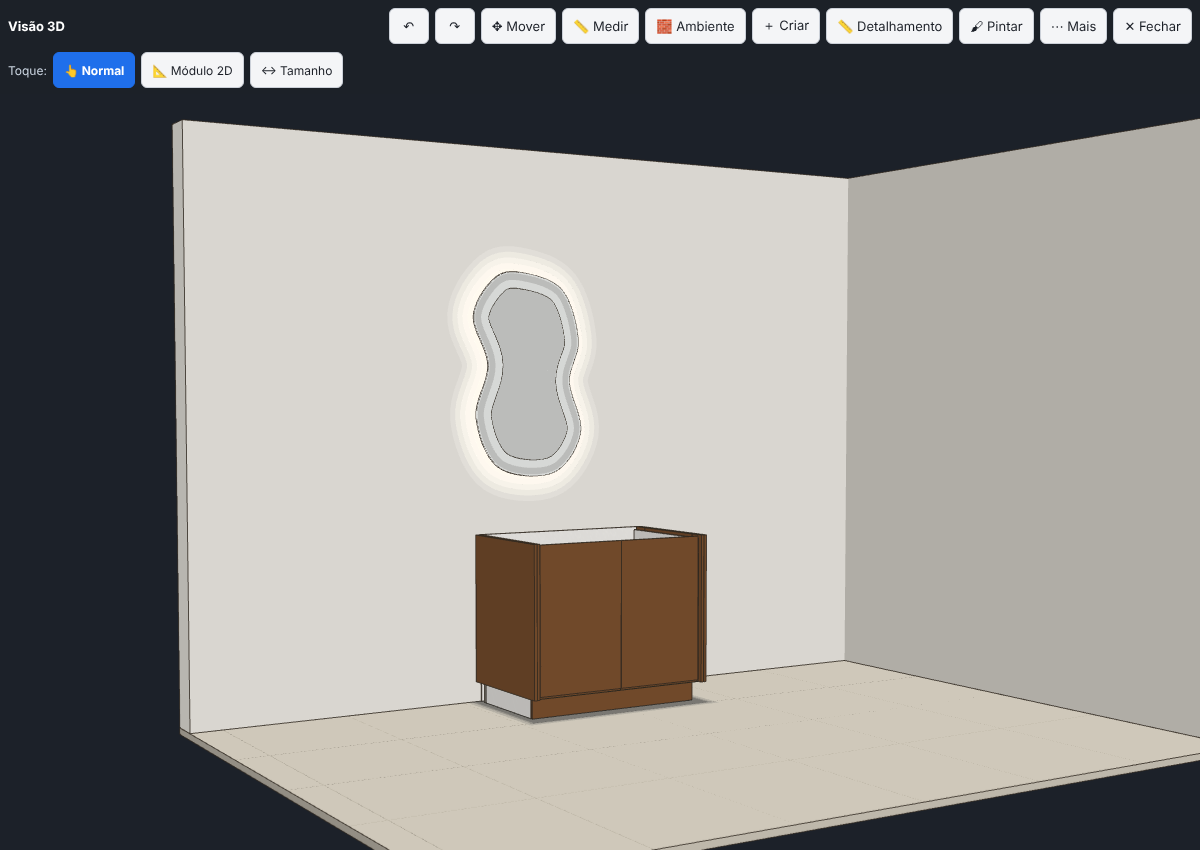 Visão 3D
↶ ↷ ✥ Mover 📏 Medir 🧱 Ambiente + Criar 📏 Detalhamento 🖌 Pintar ⋯ Mais ✕ Fechar
Toque: 👆 Normal 📐 Módulo 2D ↔ Tamanho